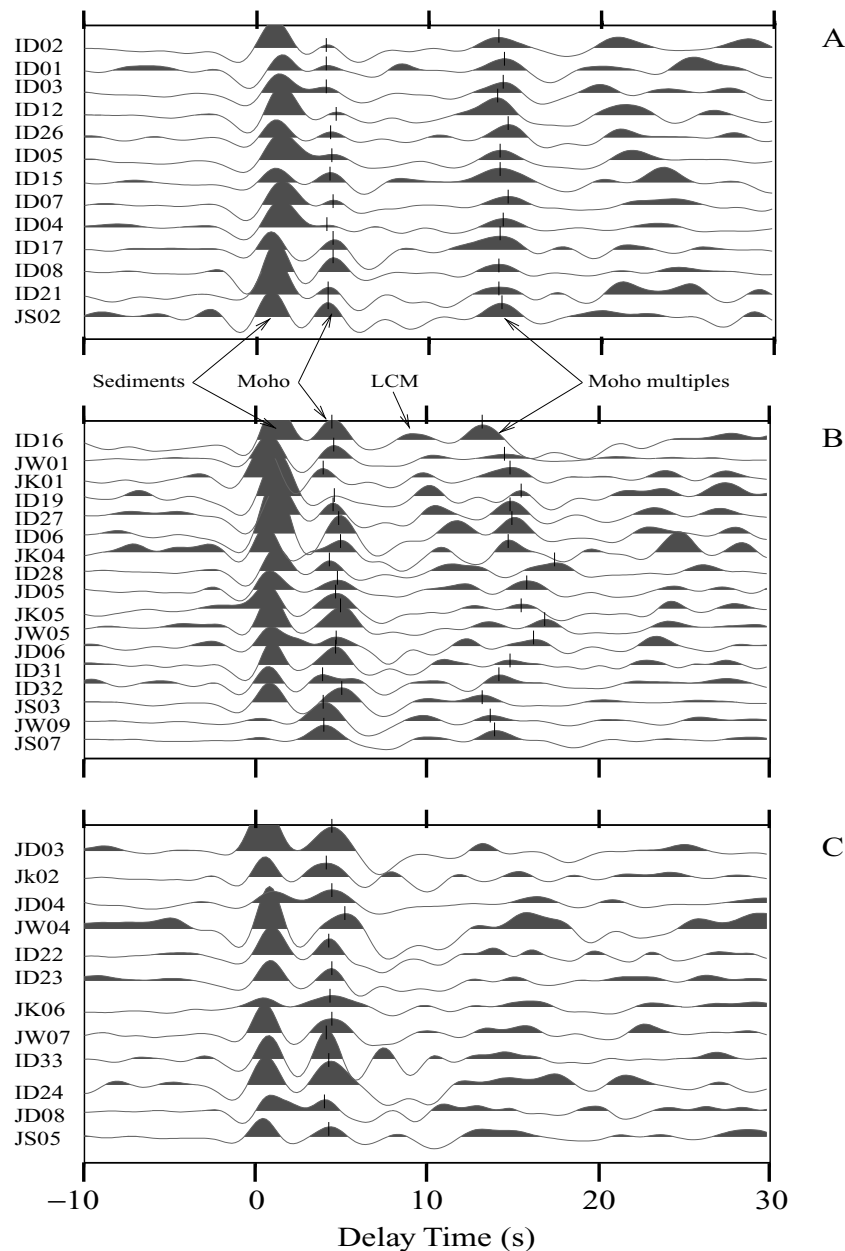 A
ID02
ID01
ID03
ID12
ID26
ID05
ID15
ID07
ID04
ID17
ID08
ID21
JS02
Sediments Moho LCM Moho multiples
B
ID16
JW01
JK01
ID19
ID27
ID06
JK04
ID28
JD05
JK05
JW05
JD06
ID31
ID32
JS03
JW09
JS07
C
JD03
Jk02
JD04
JW04
ID22
ID23
JK06
JW07
ID33
ID24
JD08
JS05
−10 0 10 20 30
Delay Time (s)